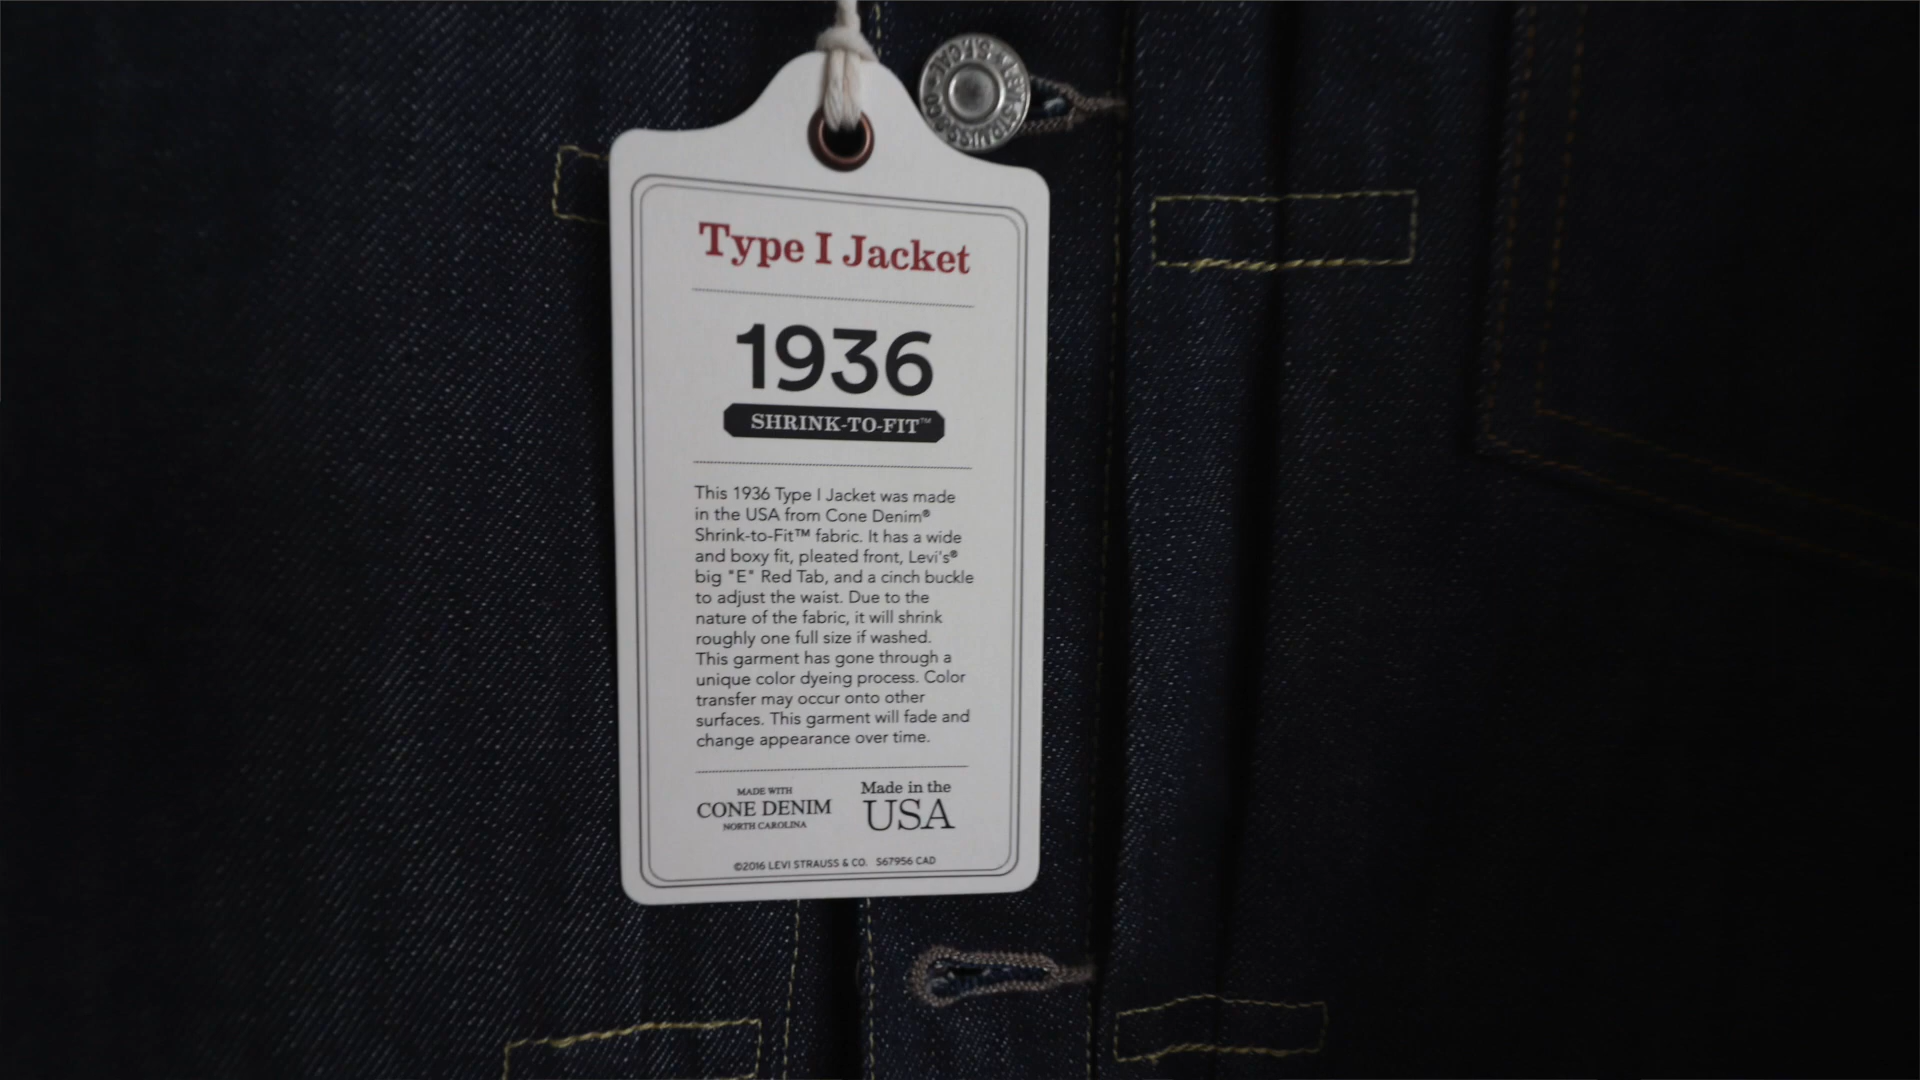 Type I Jacket
1936
SHRINK-TO-FIT™
This 1936 Type I Jacket was made
in the USA from Cone Denim®
Shrink-to-Fit™ fabric. It has a wide
and boxy fit, pleated front, Levi's®
big "E" Red Tab, and a cinch buckle
to adjust the waist. Due to the
nature of the fabric, it will shrink
roughly one full size if washed.
This garment has gone through a
unique color dyeing process. Color
transfer may occur onto other
surfaces. This garment will fade and
change appearance over time.
MADE WITH
CONE DENIM
NORTH CAROLINA
Made in the
USA
©2016 LEVI STRAUSS & CO. S67956 CAD
LEVI STRAUSS & CO